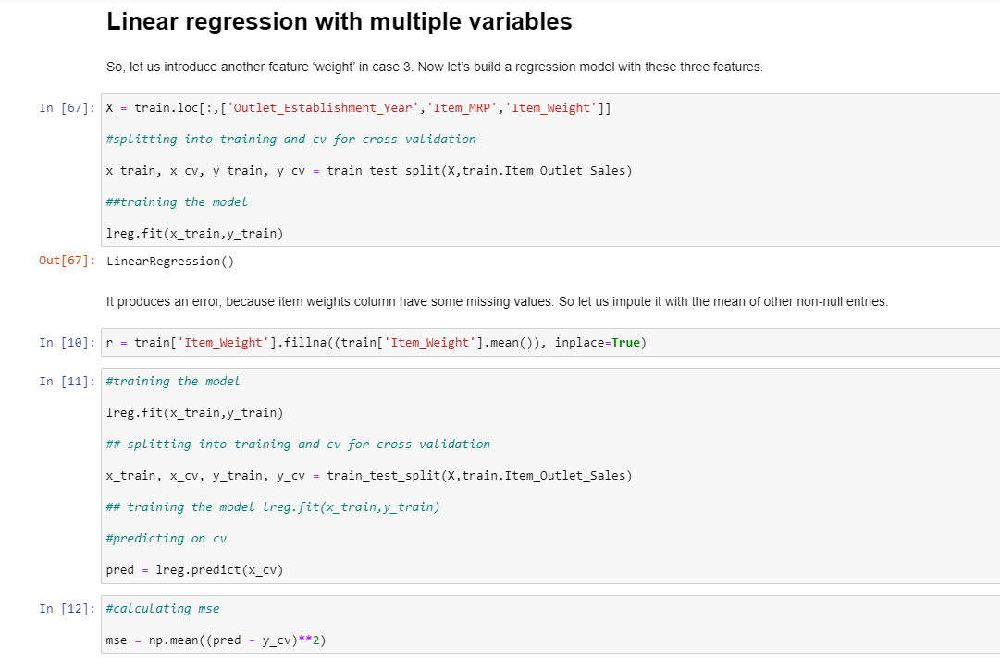 Linear regression with multiple variables
So, let us introduce another feature ‘weight’ in case 3. Now let’s build a regression model with these three features.
In [67]: X = train.loc[:,['Outlet_Establishment_Year','Item_MRP','Item_Weight']]
#splitting into training and cv for cross validation
x_train, x_cv, y_train, y_cv = train_test_split(X,train.Item_Outlet_Sales)
##training the model
lreg.fit(x_train,y_train)
Out[67]: LinearRegression()
It produces an error, because item weights column have some missing values. So let us impute it with the mean of other non-null entries.
In [10]: r = train['Item_Weight'].fillna((train['Item_Weight'].mean()), inplace=True)
In [11]: #training the model
lreg.fit(x_train,y_train)
## splitting into training and cv for cross validation
x_train, x_cv, y_train, y_cv = train_test_split(X,train.Item_Outlet_Sales)
## training the model lreg.fit(x_train,y_train)
#predicting on cv
pred = lreg.predict(x_cv)
In [12]: #calculating mse
mse = np.mean((pred - y_cv)**2)